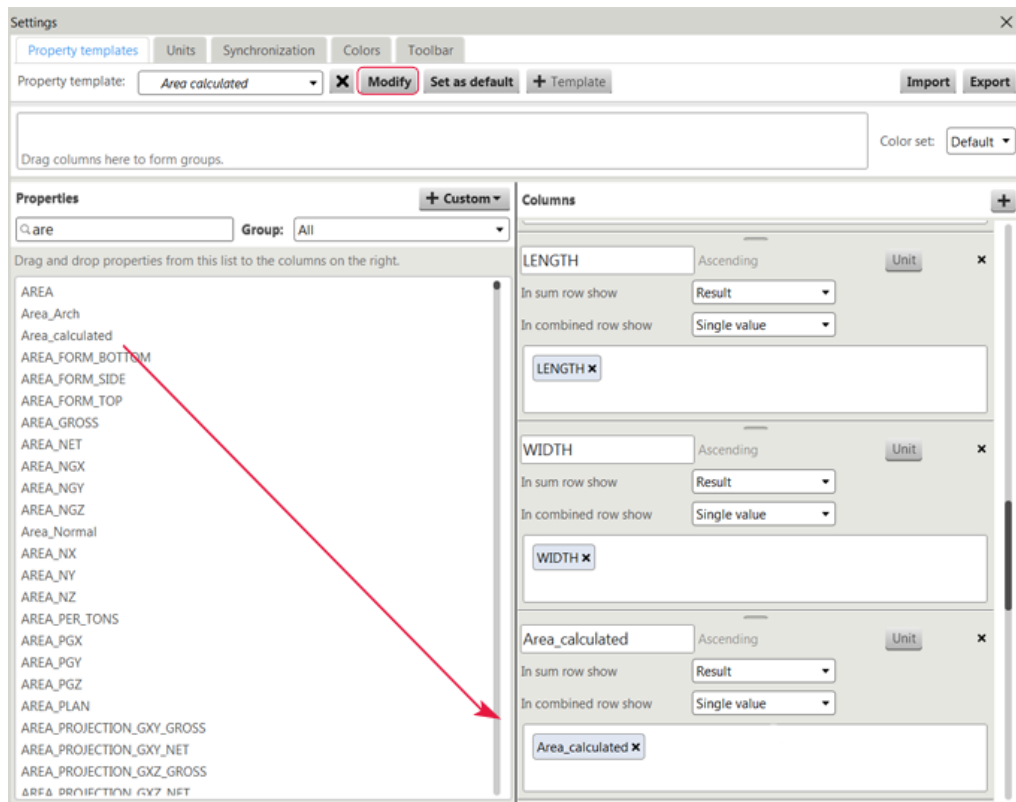 Settings
Property templates Units Synchronization Colors Toolbar
Property template: Area calculated Modify Set as default + Template Import Export
Drag columns here to form groups.
Color set: Default
Properties + Custom
are Group: All
Drag and drop properties from this list to the columns on the right.
AREA
Area_Arch
Area_calculated
AREA_FORM_BOTTOM
AREA_FORM_SIDE
AREA_FORM_TOP
AREA_GROSS
AREA_NET
AREA_NGX
AREA_NGY
AREA_NGZ
Area_Normal
AREA_NX
AREA_NY
AREA_NZ
AREA_PER_TONS
AREA_PGX
AREA_PGY
AREA_PGZ
AREA_PLAN
AREA_PROJECTION_GXY_GROSS
AREA_PROJECTION_GXY_NET
AREA_PROJECTION_GXZ_GROSS
AREA_PROJECTION_GXZ_NET
Columns +
LENGTH Ascending Unit
In sum row show Result
In combined row show Single value
LENGTH
WIDTH Ascending Unit
In sum row show Result
In combined row show Single value
WIDTH
Area_calculated Ascending Unit
In sum row show Result
In combined row show Single value
Area_calculated